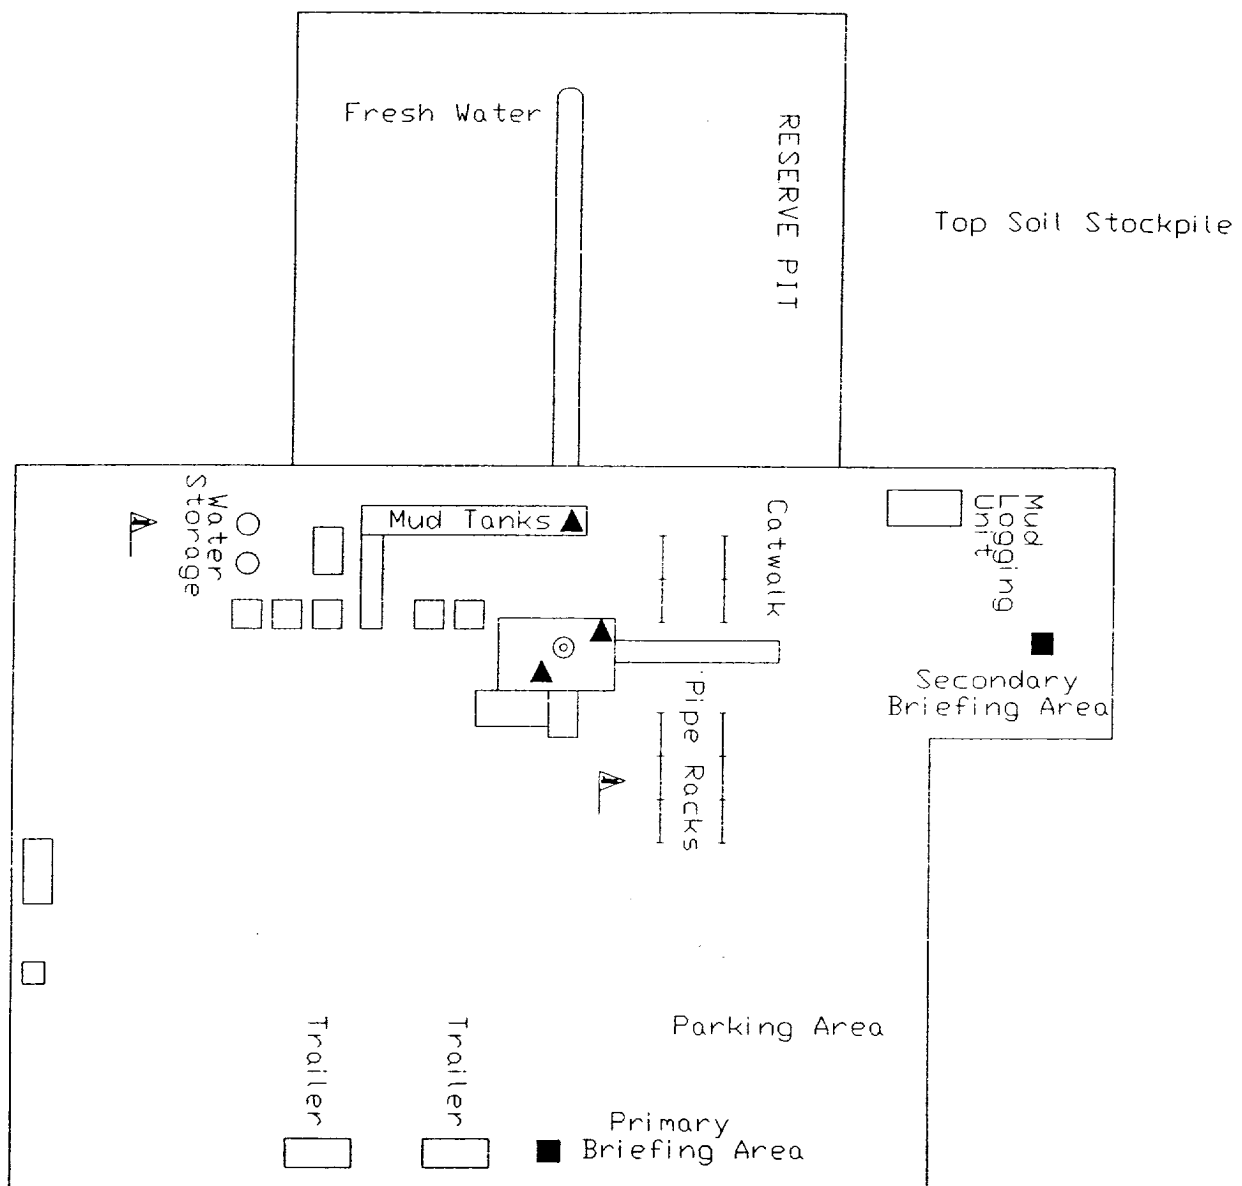 Fresh Water
RESERVE PIT
Top Soil Stockpile
Water
Storage
Mud Tanks
Catwalk
Mud
Logging
Unit
Secondary
Briefing Area
Pipe Racks
Parking Area
Trailer
Trailer
Primary
Briefing Area